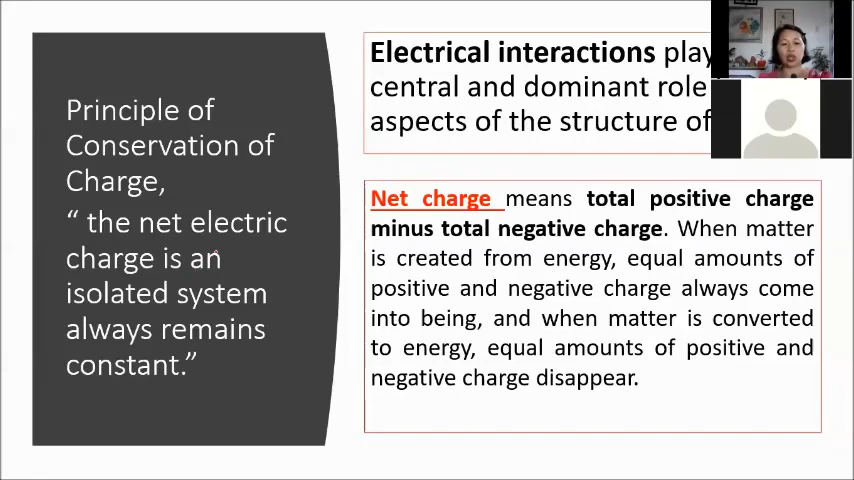 Principle of
Conservation of
Charge,
“ the net electric
charge is an
isolated system
always remains
constant.”
Electrical interactions play
central and dominant role
aspects of the structure of
Net charge means total positive charge
minus total negative charge. When matter
is created from energy, equal amounts of
positive and negative charge always come
into being, and when matter is converted
to energy, equal amounts of positive and
negative charge disappear.